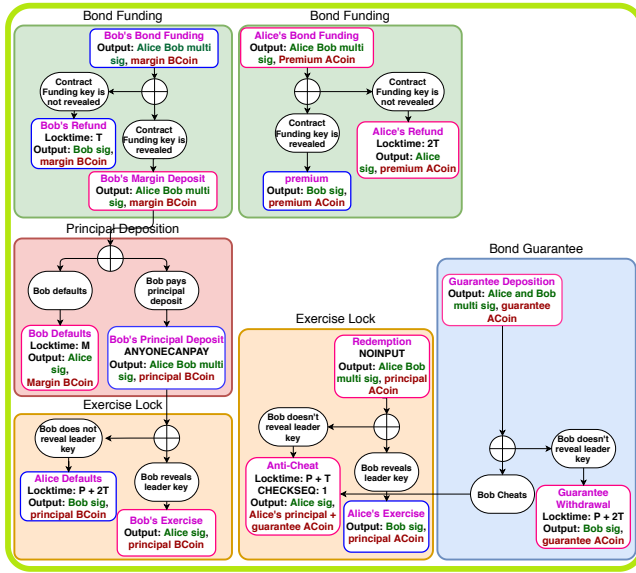 Bond Funding
Bob's Bond Funding
Output: Alice Bob multi
sig, margin BCoin
Contract
Funding key is
not revealed
Bob's Refund
Locktime: T
Output: Bob sig,
margin BCoin
Contract
Funding key is
revealed
Bob's Margin Deposit
Output: Alice Bob multi
sig, margin BCoin
Bond Funding
Alice's Bond Funding
Output: Alice Bob multi
sig, Premium ACoin
Contract
Funding key is
not revealed
Contract
Funding key is
revealed
Alice's Refund
Locktime: 2T
Output: Alice
sig, premium ACoin
premium
Output: Bob sig,
premium ACoin
Principal Deposition
Bob defaults
Bob pays
principal
deposit
Bob Defaults
Locktime: M
Output: Alice
sig,
Margin BCoin
Bob's Principal Deposit
ANYONECANPAY
Output: Alice Bob multi
sig, principal BCoin
Exercise Lock
Bob does not
reveal leader
key
Bob reveals
leader key
Alice Defaults
Locktime: P + 2T
Output: Bob sig,
principal BCoin
Bob's Exercise
Output: Alice sig,
principal BCoin
Exercise Lock
Redemption
NOINPUT
Output: Alice Bob
multi sig, principal
ACoin
Bob doesn't
reveal leader
key
Anti-Cheat
Locktime: P + T
CHECKSEQ: 1
Output: Alice sig,
Alice's principal +
guarantee ACoin
Bob reveals
leader key
Alice's Exercise
Output: Bob sig,
principal ACoin
Bond Guarantee
Guarantee Deposition
Output: Alice and Bob
multi sig, guarantee
ACoin
Bob doesn't
reveal leader
key
Bob Cheats
Guarantee
Withdrawal
Locktime: P + 2T
Output: Bob sig,
guarantee ACoin